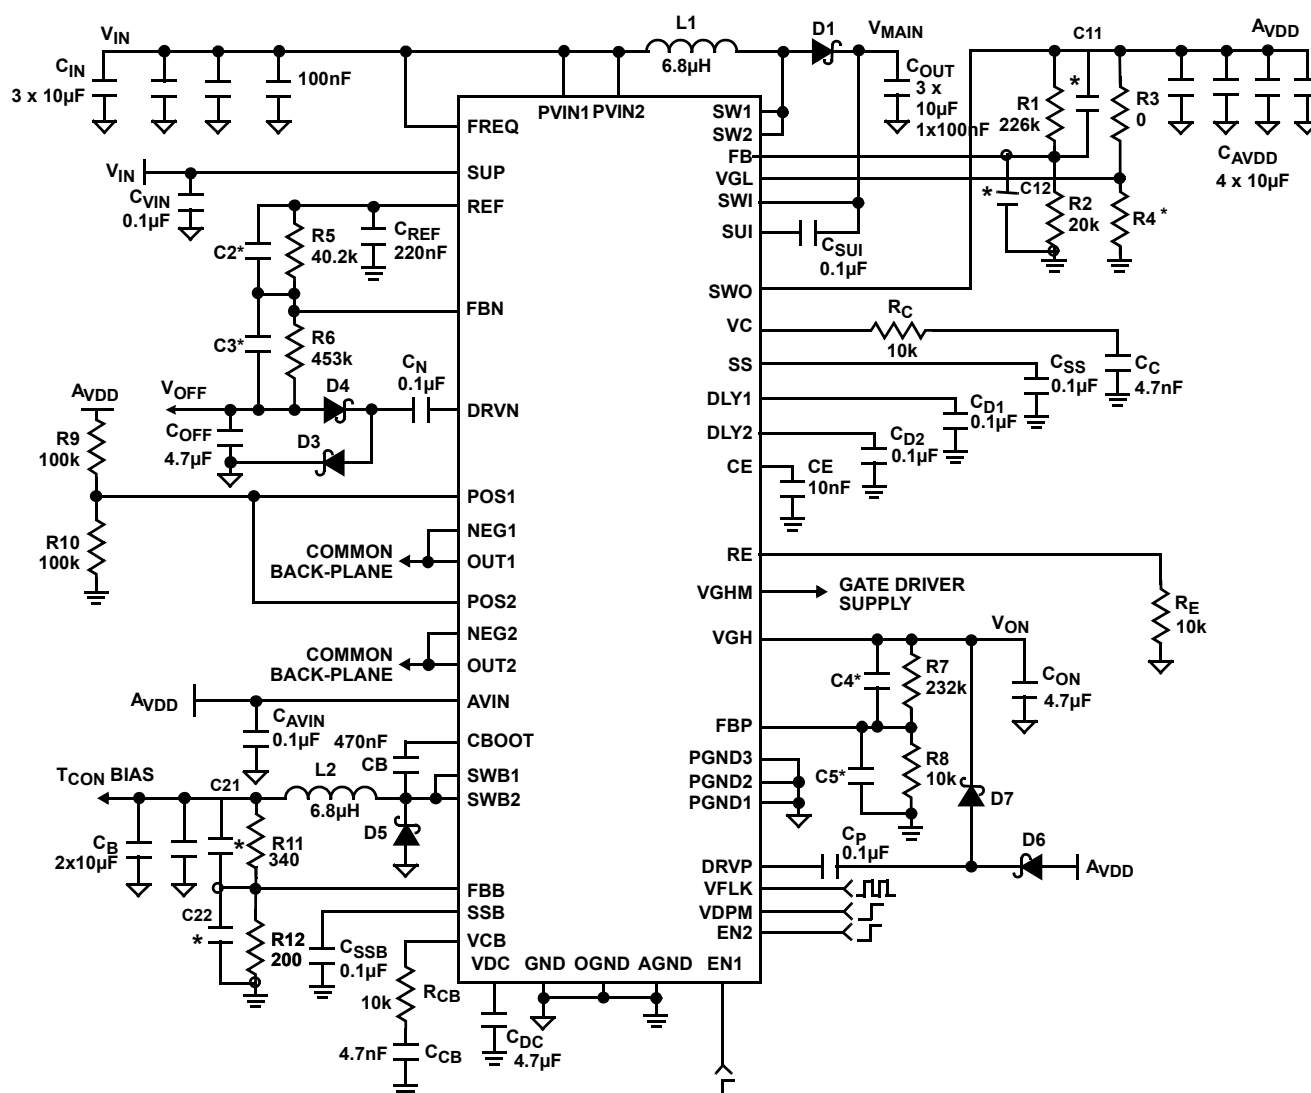 VIN
CIN
3 x 10µF
100nF
L1
6.8µH
D1
VMAIN
COUT
3 x
10µF
1x100nF
C11
*
R1
226k
R3
0
AVDD
CAVDD
4 x 10µF
PVIN1
PVIN2
FREQ
SW1
SW2
FB
VGL
SWI
SUI
CSUI
0.1µF
*
C12
R2
20k
R4*
VIN
CVIN
0.1µF
SUP
REF
C2*
R5
40.2k
CREF
220nF
FBN
C3*
R6
453k
CN
0.1µF
VOFF
D4
DRVN
COFF
4.7µF
D3
AVDD
R9
100k
R10
100k
POS1
NEG1
OUT1
COMMON
BACK-PLANE
POS2
NEG2
OUT2
COMMON
BACK-PLANE
AVDD
AVIN
CAVIN
0.1µF
470nF
CB
CBOOT
SWB1
SWB2
TCON BIAS
C21
L2
6.8µH
D5
CB
2x10µF
*
R11
340
FBB
C22
*
R12
200
SSB
CSSB
0.1µF
VCB
RCB
10k
4.7nF
CCB
VDC
GND
OGND
AGND
EN1
CDC
4.7µF
SWO
VC
RC
10k
CC
4.7nF
SS
CSS
0.1µF
DLY1
CD1
0.1µF
DLY2
CD2
0.1µF
CE
CE
10nF
RE
RE
10k
VGHM
GATE DRIVER
SUPPLY
VGH
VON
C4*
R7
232k
CON
4.7µF
FBP
C5*
R8
10k
PGND3
PGND2
PGND1
D7
CP
0.1µF
D6
AVDD
DRVP
VFLK
VDPM
EN2